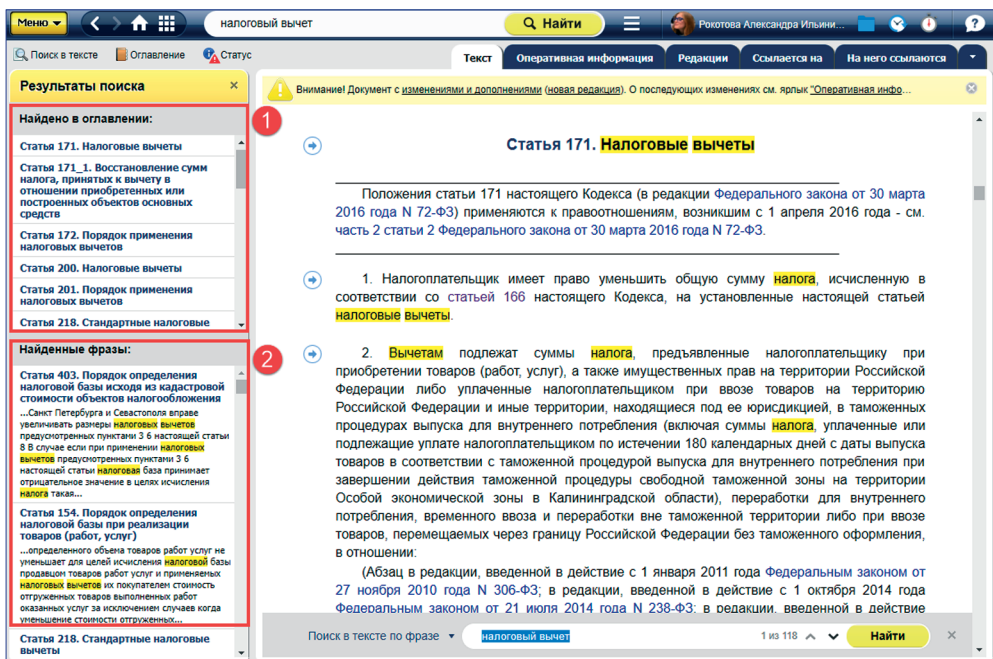 Меню
налоговый вычет
Найти
Рокотова Александра Ильини...
?
Поиск в тексте
Оглавление
Статус
Текст
Оперативная информация
Редакции
Ссылается на
На него ссылаются
Результаты поиска
×
Найдено в оглавлении:
Статья 171. Налоговые вычеты
Статья 171_1. Восстановление сумм
налога, принятых к вычету в
отношении приобретенных или
построенных объектов основных
средств
Статья 172. Порядок применения
налоговых вычетов
Статья 200. Налоговые вычеты
Статья 201. Порядок применения
налоговых вычетов
Статья 218. Стандартные налоговые
1
Найденные фразы:
Статья 403. Порядок определения
налоговой базы исходя из кадастровой
стоимости объектов налогообложения
...Санкт Петербурга и Севастополя вправе
увеличивать размеры налоговых вычетов
предусмотренных пунктами 3 6 настоящей статьи
8 В случае если при применении налоговых
вычетов предусмотренных пунктами 3 6
настоящей статьи налоговая база принимает
отрицательное значение в целях исчисления
налога такая...
Статья 154. Порядок определения
налоговой базы при реализации
товаров (работ, услуг)
...определенного объема товаров работ услуг не
уменьшает для целей исчисления налоговой базы
продавцом товаров работ услуг и применяемых
налоговых вычетов их покупателем стоимость
отгруженных товаров выполненных работ
оказанных услуг за исключением случаев когда
уменьшение стоимости отгруженных...
Статья 218. Стандартные налоговые
вычеты
2
Внимание! Документ с изменениями и дополнениями (новая редакция). О последующих изменениях см. ярлык "Оперативная инфо...
Статья 171. Налоговые вычеты
Положения статьи 171 настоящего Кодекса (в редакции Федерального закона от 30 марта
2016 года N 72-ФЗ) применяются к правоотношениям, возникшим с 1 апреля 2016 года - см.
часть 2 статьи 2 Федерального закона от 30 марта 2016 года N 72-ФЗ.
1. Налогоплательщик имеет право уменьшить общую сумму налога, исчисленную в
соответствии со статьей 166 настоящего Кодекса, на установленные настоящей статьей
налоговые вычеты.
2. Вычетам подлежат суммы налога, предъявленные налогоплательщику при
приобретении товаров (работ, услуг), а также имущественных прав на территории Российской
Федерации либо уплаченные налогоплательщиком при ввозе товаров на территорию
Российской Федерации и иные территории, находящиеся под ее юрисдикцией, в таможенных
процедурах выпуска для внутреннего потребления (включая суммы налога, уплаченные или
подлежащие уплате налогоплательщиком по истечении 180 календарных дней с даты выпуска
товаров в соответствии с таможенной процедурой выпуска для внутреннего потребления при
завершении действия таможенной процедуры свободной таможенной зоны на территории
Особой экономической зоны в Калининградской области), переработки для внутреннего
потребления, временного ввоза и переработки вне таможенной территории либо при ввозе
товаров, перемещаемых через границу Российской Федерации без таможенного оформления,
в отношении:
(Абзац в редакции, введенной в действие с 1 января 2011 года Федеральным законом от
27 ноября 2010 года N 306-ФЗ; в редакции, введенной в действие с 1 октября 2014 года
Федеральным законом от 21 июля 2014 года N 238-ФЗ; в редакции, введенной в действие
Поиск в тексте по фразе
налоговый вычет
1 из 118
Найти
×